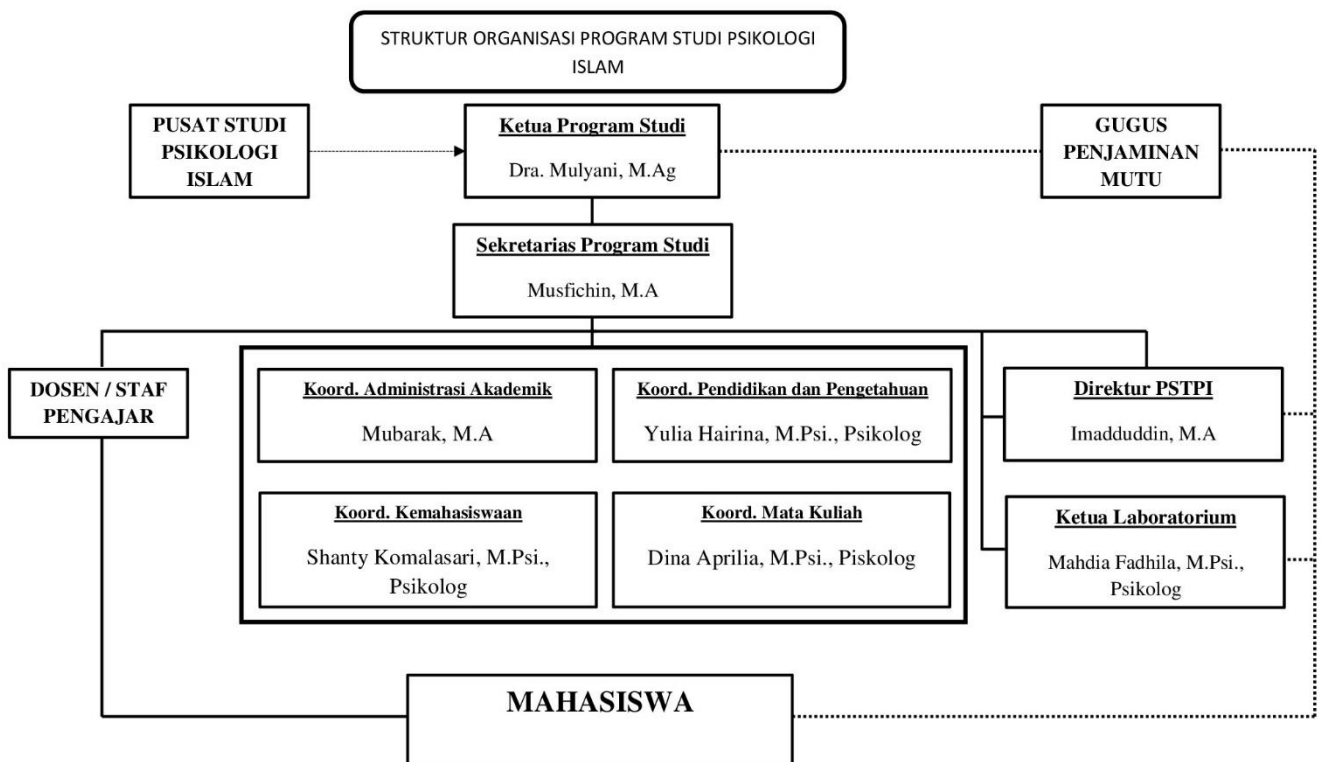 STRUKTUR ORGANISASI PROGRAM STUDI PSIKOLOGI
ISLAM
PUSAT STUDI
PSIKOLOGI
ISLAM
Ketua Program Studi
Dra. Mulyani, M.Ag
GUGUS
PENJAMINAN
MUTU
Sekretarias Program Studi
Musfichin, M.A
DOSEN / STAF
PENGAJAR
Koord. Administrasi Akademik
Mubarak, M.A
Koord. Pendidikan dan Pengetahuan
Yulia Hairina, M.Psi., Psikolog
Direktur PSTPI
Imadduddin, M.A
Koord. Kemahasiswaan
Shanty Komalasari, M.Psi.,
Psikolog
Koord. Mata Kuliah
Dina Aprilia, M.Psi., Piskolog
Ketua Laboratorium
Mahdia Fadhila, M.Psi.,
Psikolog
MAHASISWA